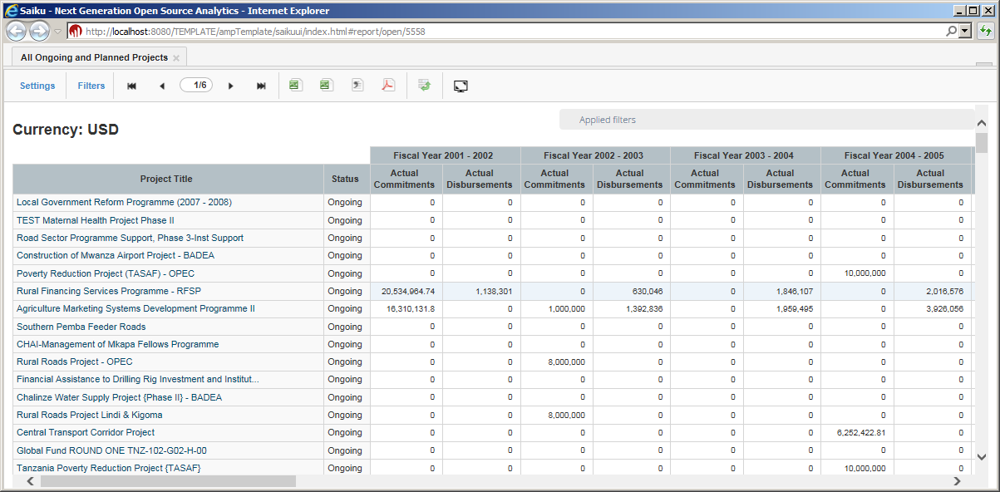 Saiku - Next Generation Open Source Analytics - Internet Explorer
http://localhost:8080/TEMPLATE/ampTemplate/saikuui/index.html#report/open/5558
All Ongoing and Planned Projects
Settings Filters 1/6
Applied filters
Currency: USD
Fiscal Year 2001 - 2002 Fiscal Year 2002 - 2003 Fiscal Year 2003 - 2004 Fiscal Year 2004 - 2005
Project Title Status Actual Commitments Actual Disbursements Actual Commitments Actual Disbursements Actual Commitments Actual Disbursements Actual Commitments Actual Disbursements
Local Government Reform Programme (2007 - 2008) Ongoing 0 0 0 0 0 0 0 0
TEST Maternal Health Project Phase II Ongoing 0 0 0 0 0 0 0 0
Road Sector Programme Support, Phase 3-Inst Support Ongoing 0 0 0 0 0 0 0 0
Construction of Mwanza Airport Project - BADEA Ongoing 0 0 0 0 0 0 0 0
Poverty Reduction Project (TASAF) - OPEC Ongoing 0 0 0 0 0 0 10,000,000 0
Rural Financing Services Programme - RFSP Ongoing 20,534,964.74 1,138,301 0 630,046 0 1,846,107 0 2,016,576
Agriculture Marketing Systems Development Programme II Ongoing 16,310,131.8 0 1,000,000 1,392,836 0 1,959,495 0 3,926,056
Southern Pemba Feeder Roads Ongoing 0 0 0 0 0 0 0 0
CHAI-Management of Mkapa Fellows Programme Ongoing 0 0 0 0 0 0 0 0
Rural Roads Project - OPEC Ongoing 0 0 8,000,000 0 0 0 0 0
Financial Assistance to Drilling Rig Investment and Institut... Ongoing 0 0 0 0 0 0 0 0
Chalinze Water Supply Project {Phase II} - BADEA Ongoing 0 0 0 0 0 0 0 0
Rural Roads Project Lindi & Kigoma Ongoing 0 0 8,000,000 0 0 0 0 0
Central Transport Corridor Project Ongoing 0 0 0 0 0 0 6,252,422.81 0
Global Fund ROUND ONE TNZ-102-G02-H-00 Ongoing 0 0 0 0 0 0 0 0
Tanzania Poverty Reduction Project {TASAF} Ongoing 0 0 0 0 0 0 10,000,000 0